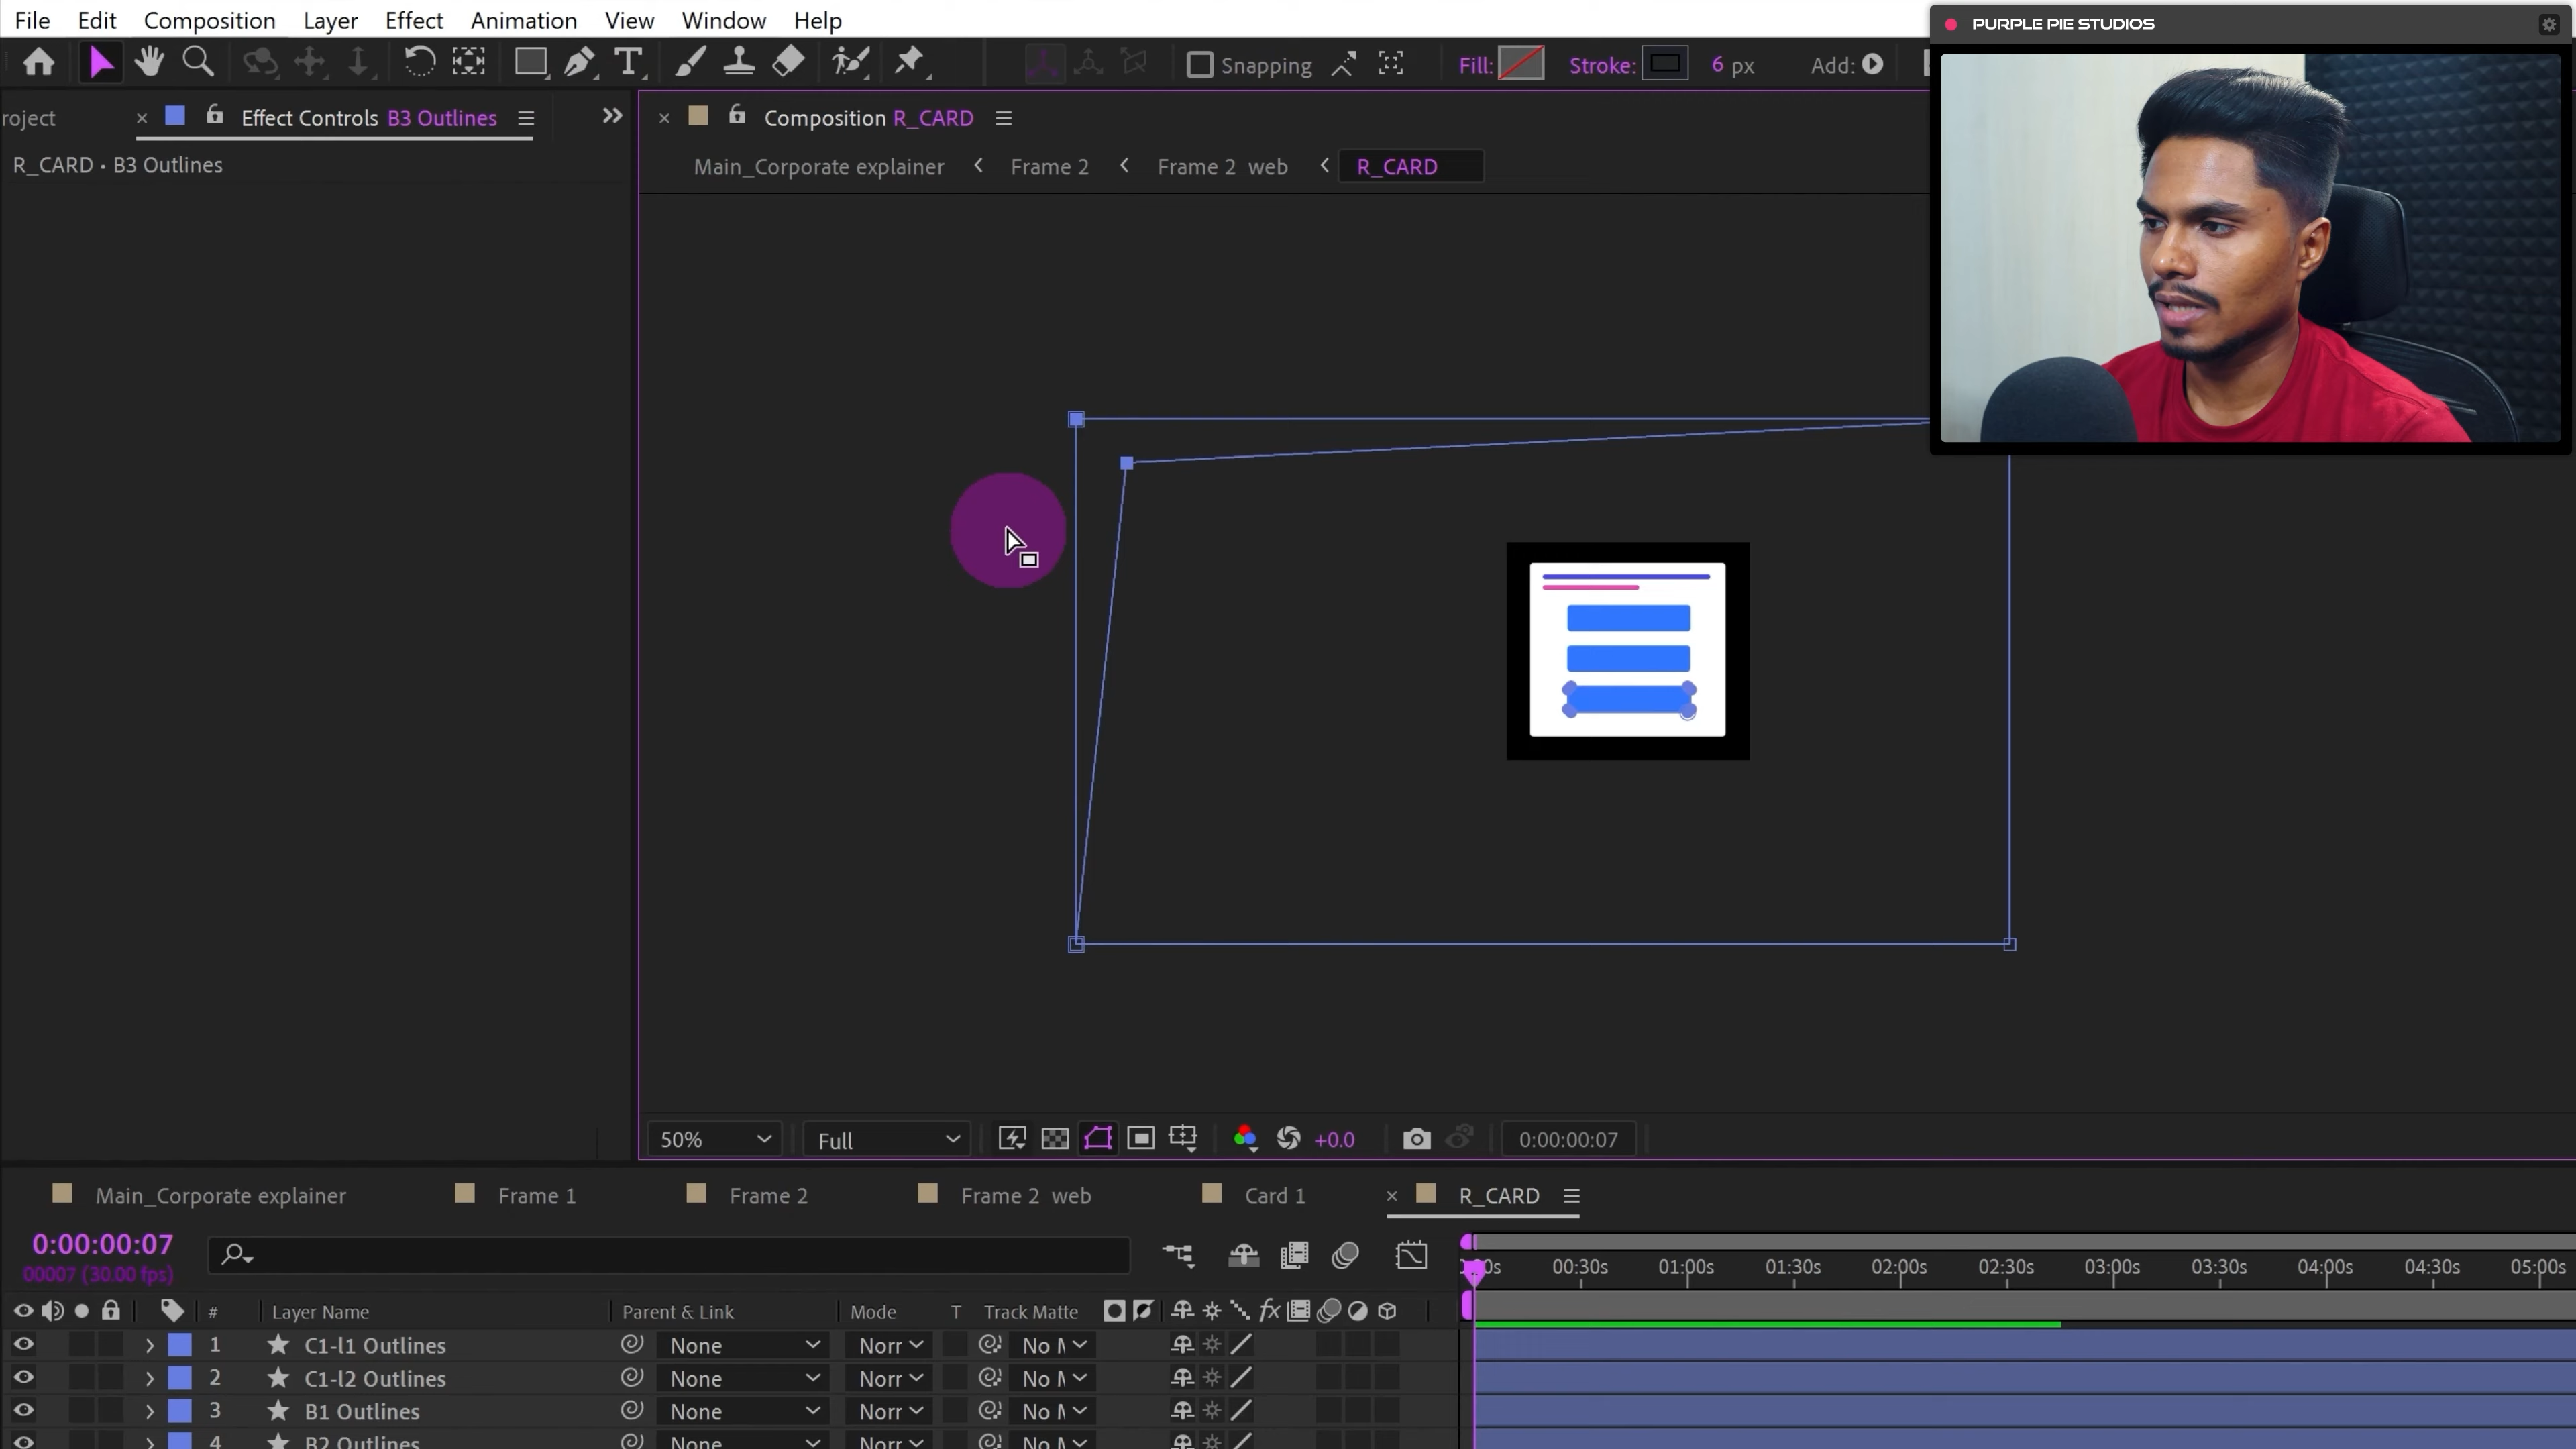 File Edit Composition Layer Effect Animation View Window Help
PURPLE PIE STUDIOS
Snapping Fill: Stroke: 6 px Add:
roject × Effect Controls B3 Outlines
× Composition R_CARD
R_CARD • B3 Outlines
Main_Corporate explainer Frame 2 Frame 2 web R_CARD
50% Full +0.0 0:00:00:07
Main_Corporate explainer Frame 1 Frame 2 Frame 2 web Card 1 × R_CARD
0:00:00:07
00007 (30.00 fps)
00:30s 01:00s 01:30s 02:00s 02:30s 03:00s 03:30s 04:00s 04:30s 05:00s
# Layer Name Parent & Link Mode T Track Matte fx
1 C1-l1 Outlines None Norr No
2 C1-l2 Outlines None Norr No
3 B1 Outlines None Norr No
4 B2 Outlines None Norr No